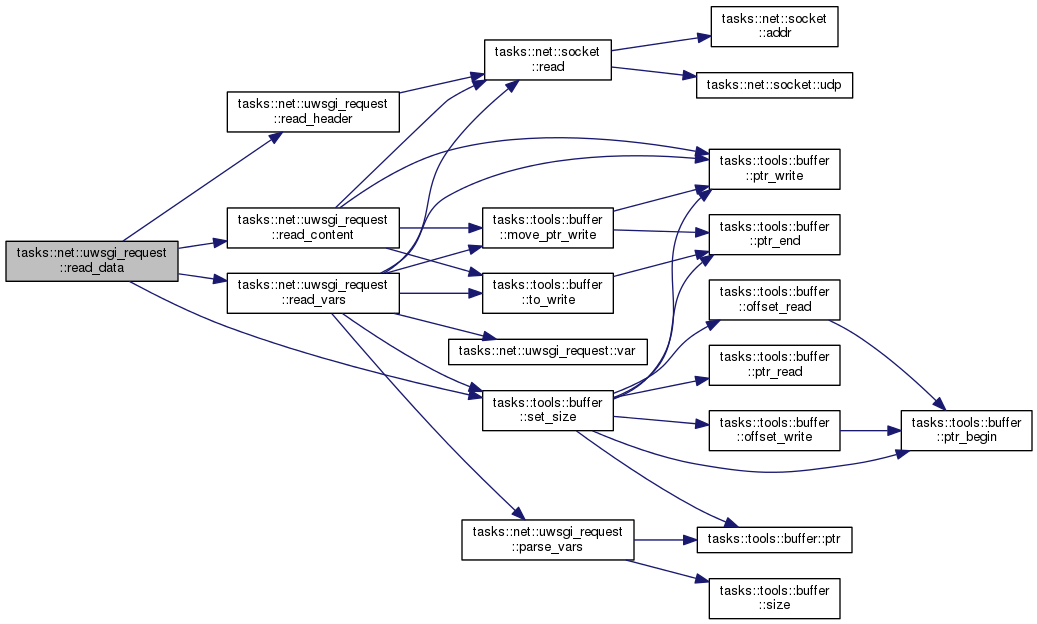 tasks::net::uwsgi_request
::read_data
tasks::net::uwsgi_request
::read_header
tasks::net::uwsgi_request
::read_content
tasks::net::uwsgi_request
::read_vars
tasks::net::socket
::read
tasks::tools::buffer
::move_ptr_write
tasks::tools::buffer
::to_write
tasks::net::uwsgi_request::var
tasks::tools::buffer
::set_size
tasks::net::uwsgi_request
::parse_vars
tasks::net::socket
::addr
tasks::net::socket::udp
tasks::tools::buffer
::ptr_write
tasks::tools::buffer
::ptr_end
tasks::tools::buffer
::offset_read
tasks::tools::buffer
::ptr_read
tasks::tools::buffer
::offset_write
tasks::tools::buffer::ptr
tasks::tools::buffer
::size
tasks::tools::buffer
::ptr_begin